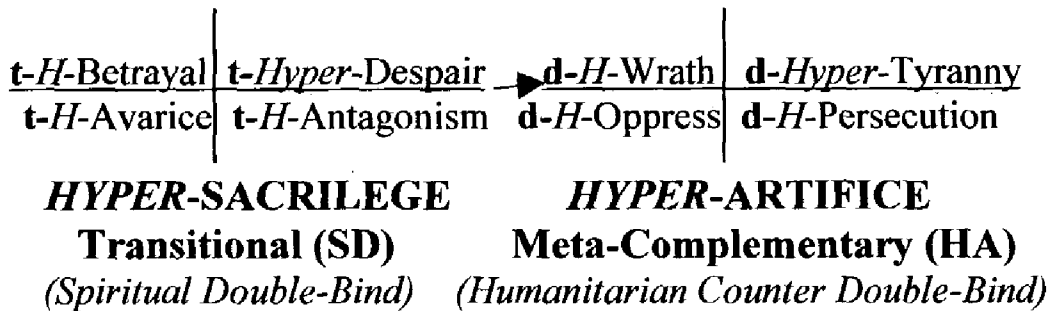 t-H-Betrayal t-Hyper-Despair d-H-Wrath d-Hyper-Tyranny
t-H-Avarice t-H-Antagonism d-H-Oppress d-H-Persecution
HYPER-SACRILEGE HYPER-ARTIFICE
Transitional (SD) Meta-Complementary (HA)
(Spiritual Double-Bind) (Humanitarian Counter Double-Bind)